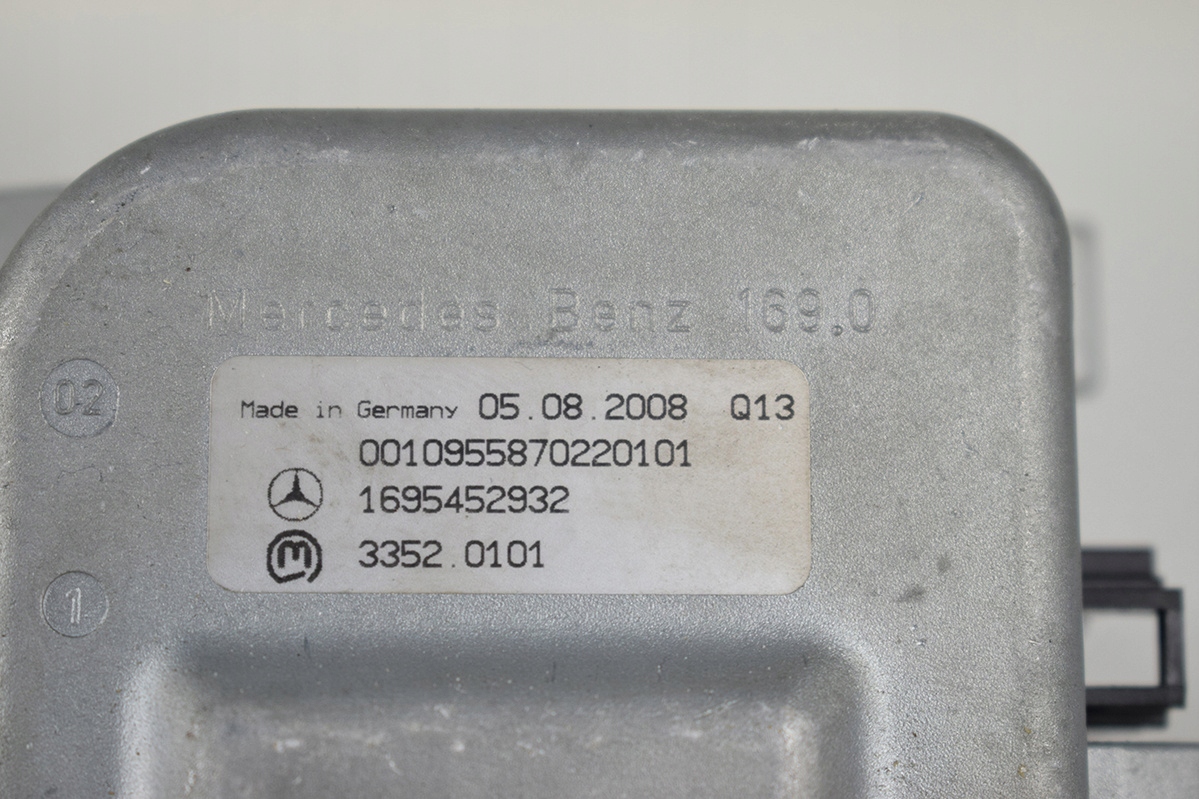 Mercedes Benz 169.0
02
Made in Germany 05.08.2008 Q13
0010955870220101
1695452932
M 3352.0101
1